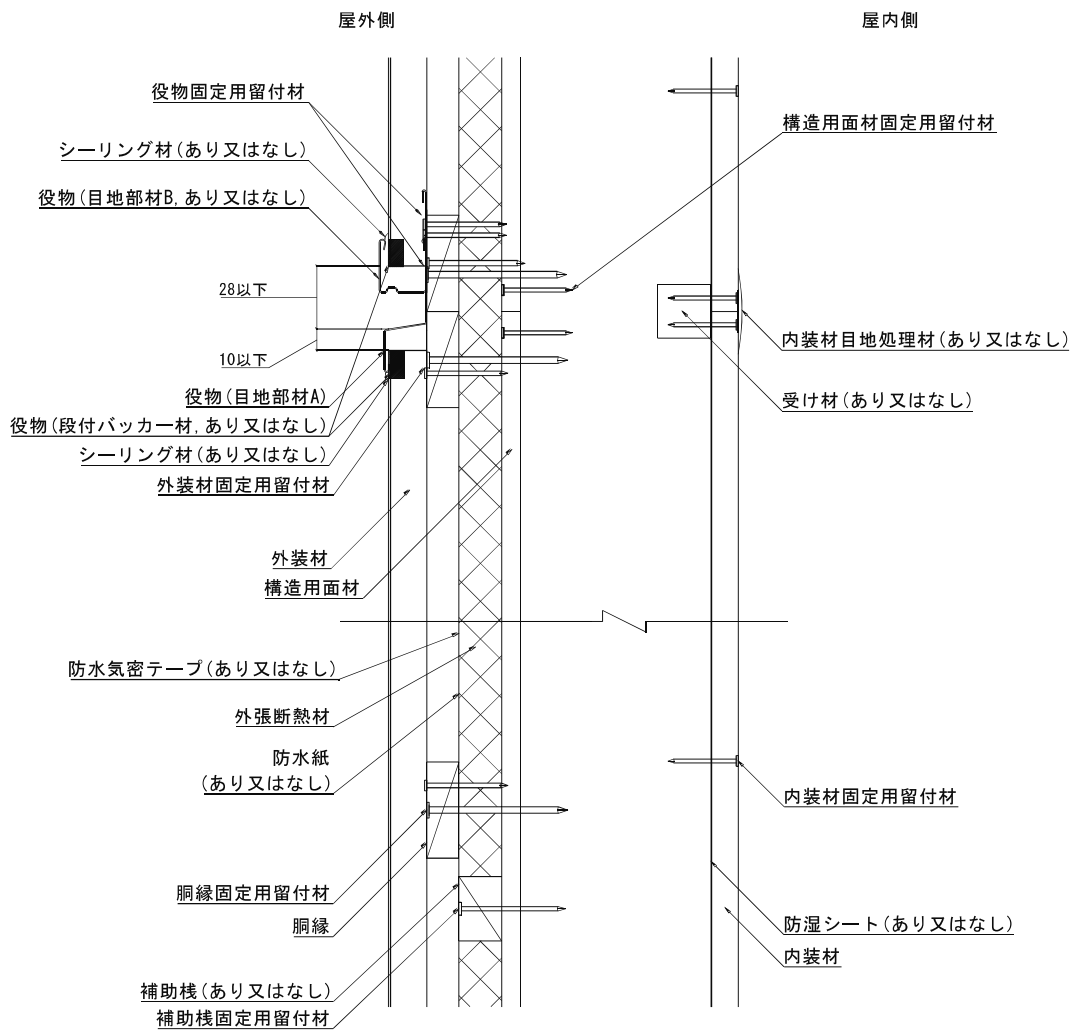 屋外側
屋内側
役物固定用留付材
シーリング材(あり又はなし)
役物(目地部材B,あり又はなし)
28以下
10以下
役物(目地部材A)
役物(段付バッカー材,あり又はなし)
シーリング材(あり又はなし)
外装材固定用留付材
外装材
構造用面材
防水気密テープ(あり又はなし)
外張断熱材
防水紙
(あり又はなし)
胴縁固定用留付材
胴縁
補助桟(あり又はなし)
補助桟固定用留付材
構造用面材固定用留付材
内装材目地処理材(あり又はなし)
受け材(あり又はなし)
内装材固定用留付材
防湿シート(あり又はなし)
内装材